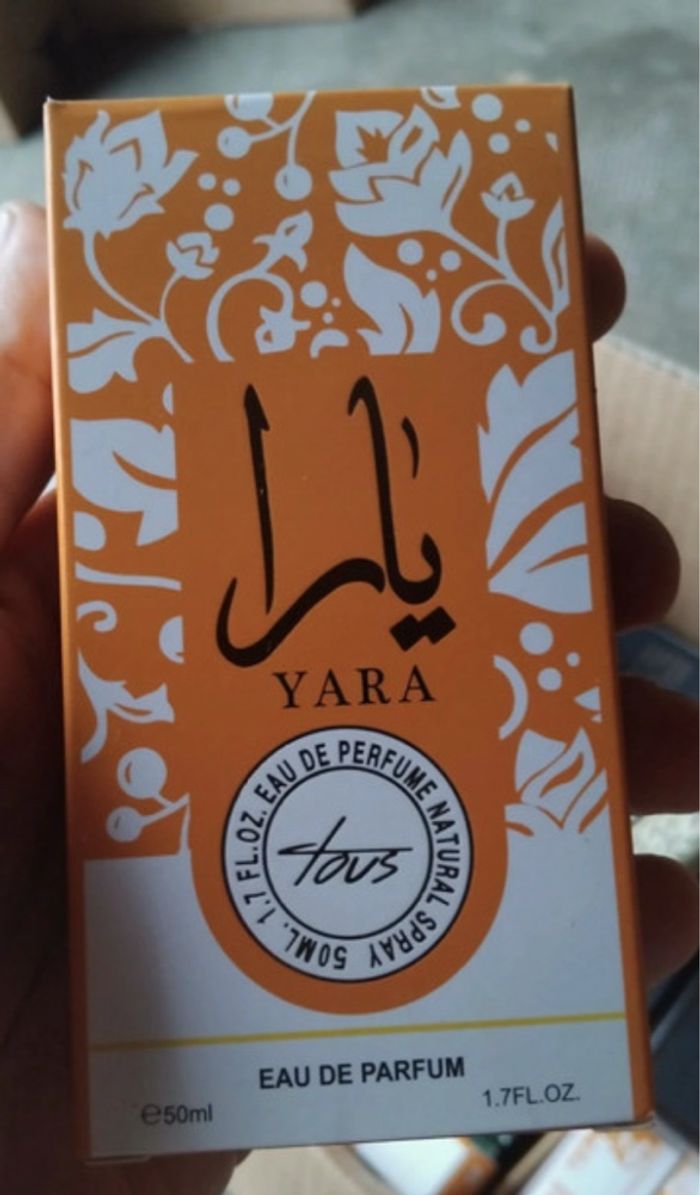 يارا
YARA
EAU DE PERFUME NATURAL SPRAY 50ML. 1.7 FL.OZ.
tous
EAU DE PARFUM
℮50ml
1.7FL.OZ.